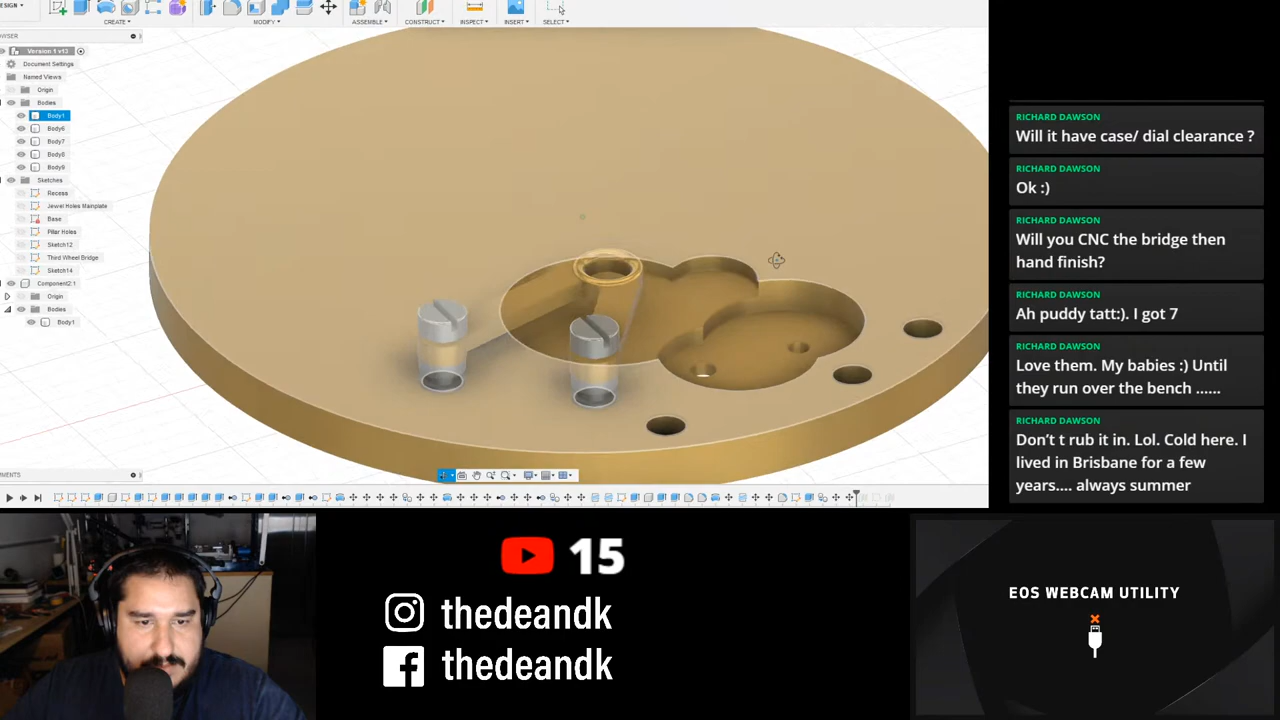 DESIGN
CREATE
MODIFY
ASSEMBLE
CONSTRUCT
INSPECT
INSERT
SELECT
Version 1 v13
Document Settings
Named Views
Origin
Bodies
Body1
Body6
Body7
Body8
Body9
Sketches
Recess
Jewel Holes Mainplate
Base
Pillar Holes
Sketch12
Third Wheel Bridge
Sketch14
Component2:1
Origin
Bodies
Body1
RICHARD DAWSON
Will it have case/ dial clearance ?
RICHARD DAWSON
Ok :)
RICHARD DAWSON
Will you CNC the bridge then
hand finish?
RICHARD DAWSON
Ah puddy tatt:). I got 7
RICHARD DAWSON
Love them. My babies :) Until
they run over the bench ......
RICHARD DAWSON
Don't t rub it in. Lol. Cold here. I
lived in Brisbane for a few
years.... always summer
15
thedeandk
thedeandk
EOS WEBCAM UTILITY